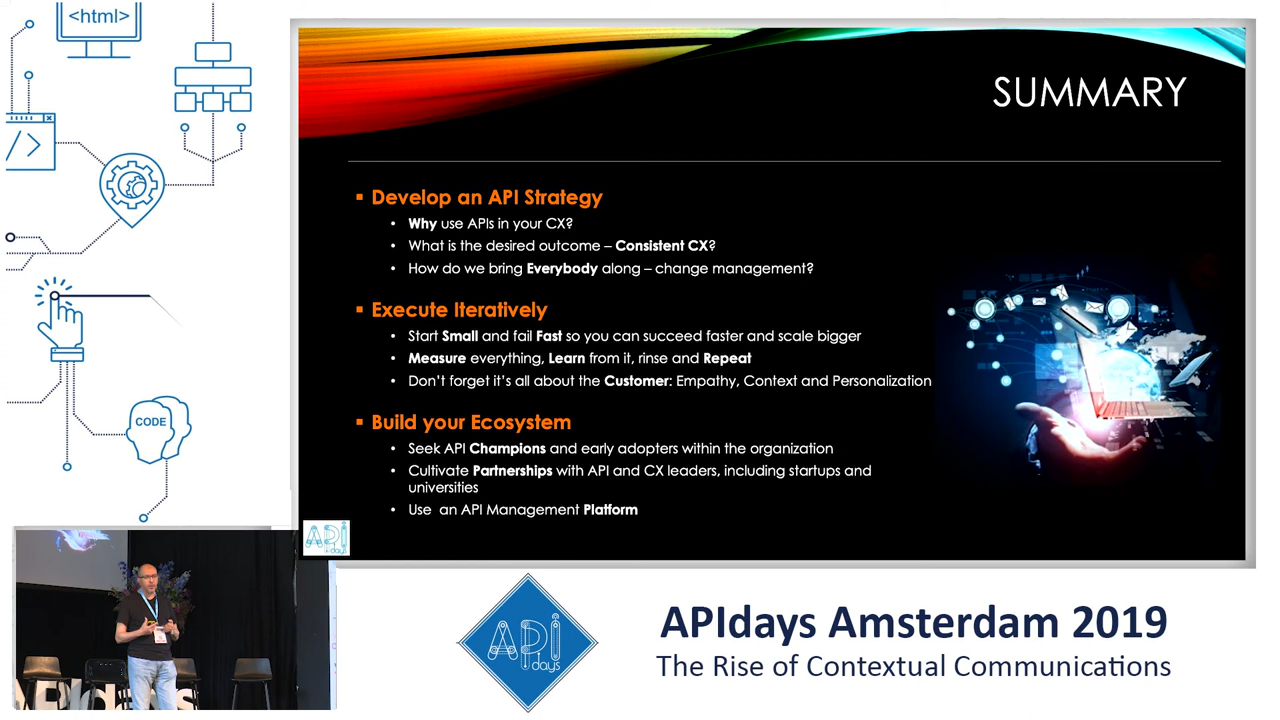 <html>
</>
CODE
SUMMARY
▪ Develop an API Strategy
• Why use APIs in your CX?
• What is the desired outcome – Consistent CX?
• How do we bring Everybody along – change management?
▪ Execute Iteratively
• Start Small and fail Fast so you can succeed faster and scale bigger
• Measure everything, Learn from it, rinse and Repeat
• Don't forget it's all about the Customer: Empathy, Context and Personalization
▪ Build your Ecosystem
• Seek API Champions and early adopters within the organization
• Cultivate Partnerships with API and CX leaders, including startups and
universities
• Use an API Management Platform
API
days
APIdays
API
days
APIdays Amsterdam 2019
The Rise of Contextual Communications